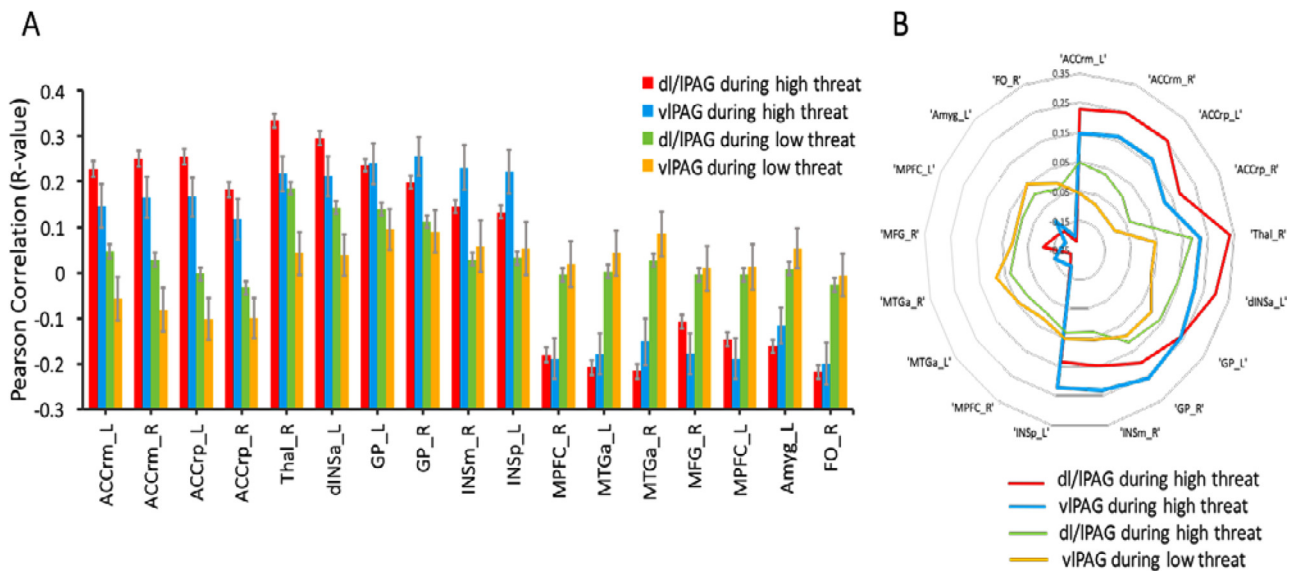 A
Pearson Correlation (R-value)
0.4
0.3
0.2
0.1
0
-0.1
-0.2
-0.3
dl/lPAG during high threat
vlPAG during high threat
dl/lPAG during low threat
vlPAG during low threat
ACCrm_L
ACCrm_R
ACCrp_L
ACCrp_R
Thal_R
dINSa_L
GP_L
GP_R
INSm_R
INSp_L
MPFC_R
MTGa_L
MTGa_R
MFG_R
MPFC_L
Amyg_L
FO_R
B
'ACCrm_L'
'ACCrm_R'
'ACCrp_L'
'ACCrp_R'
'Thal_R'
'dINSa_L'
'GP_L'
'GP_R'
'INSm_R'
'INSp_L'
'MPFC_R'
'MTGa_L'
'MTGa_R'
'MFG_R'
'MPFC_L'
'Amyg_L'
'FO_R'
0.35
0.25
0.15
0.05
-0.05
-0.15
dl/lPAG during high threat
vlPAG during high threat
dl/lPAG during high threat
vlPAG during low threat